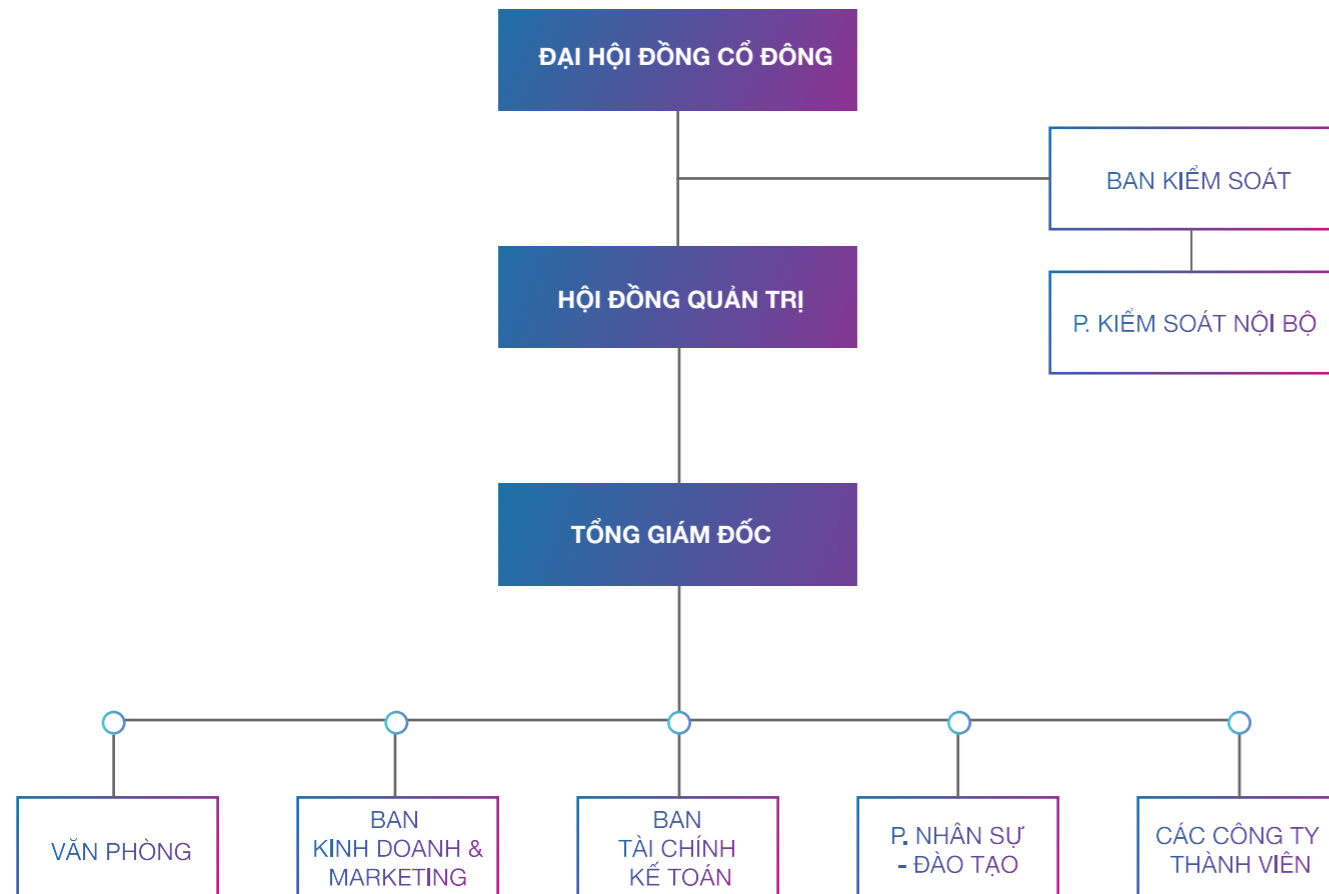 ĐẠI HỘI ĐỒNG CỔ ĐÔNG
BAN KIỂM SOÁT
HỘI ĐỒNG QUẢN TRỊ
P. KIỂM SOÁT NỘI BỘ
TỔNG GIÁM ĐỐC
VĂN PHÒNG
BAN
KINH DOANH &
MARKETING
BAN
TÀI CHÍNH
KẾ TOÁN
P. NHÂN SỰ
- ĐÀO TẠO
CÁC CÔNG TY
THÀNH VIÊN